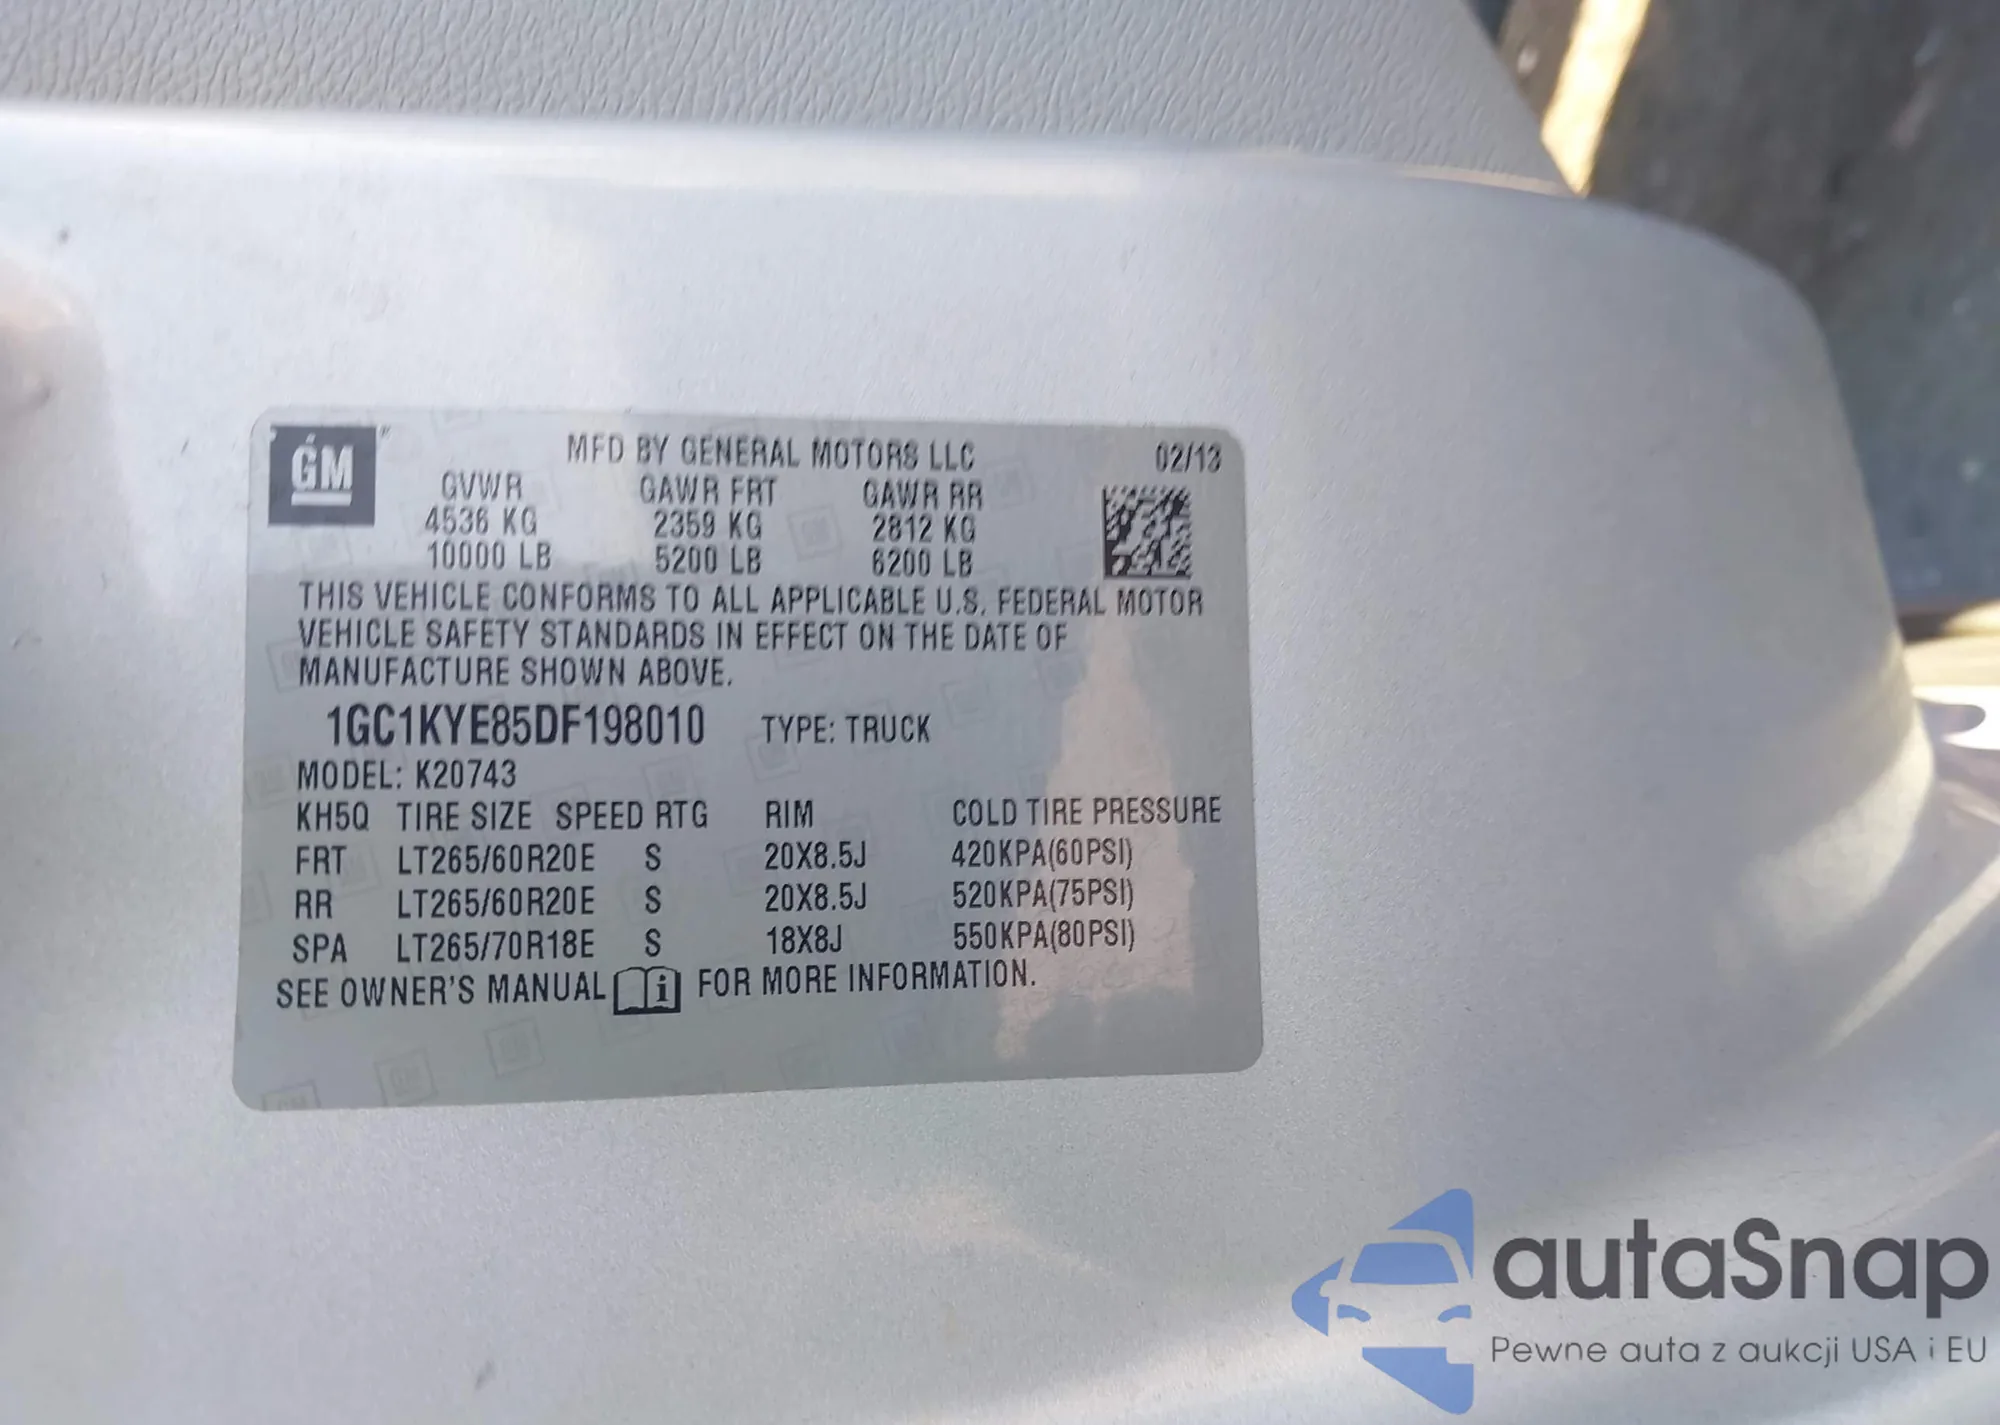 GM
MFD BY GENERAL MOTORS LLC 02/13
GVWR GAWR FRT GAWR RR
4536 KG 2359 KG 2812 KG
10000 LB 5200 LB 6200 LB
THIS VEHICLE CONFORMS TO ALL APPLICABLE U.S. FEDERAL MOTOR
VEHICLE SAFETY STANDARDS IN EFFECT ON THE DATE OF
MANUFACTURE SHOWN ABOVE.
1GC1KYE85DF198010 TYPE: TRUCK
MODEL: K20743
KH5Q TIRE SIZE SPEED RTG RIM COLD TIRE PRESSURE
FRT LT265/60R20E S 20X8.5J 420KPA(60PSI)
RR LT265/60R20E S 20X8.5J 520KPA(75PSI)
SPA LT265/70R18E S 18X8J 550KPA(80PSI)
SEE OWNER'S MANUAL i FOR MORE INFORMATION.
autaSnap
Pewne auta z aukcji USA i EU